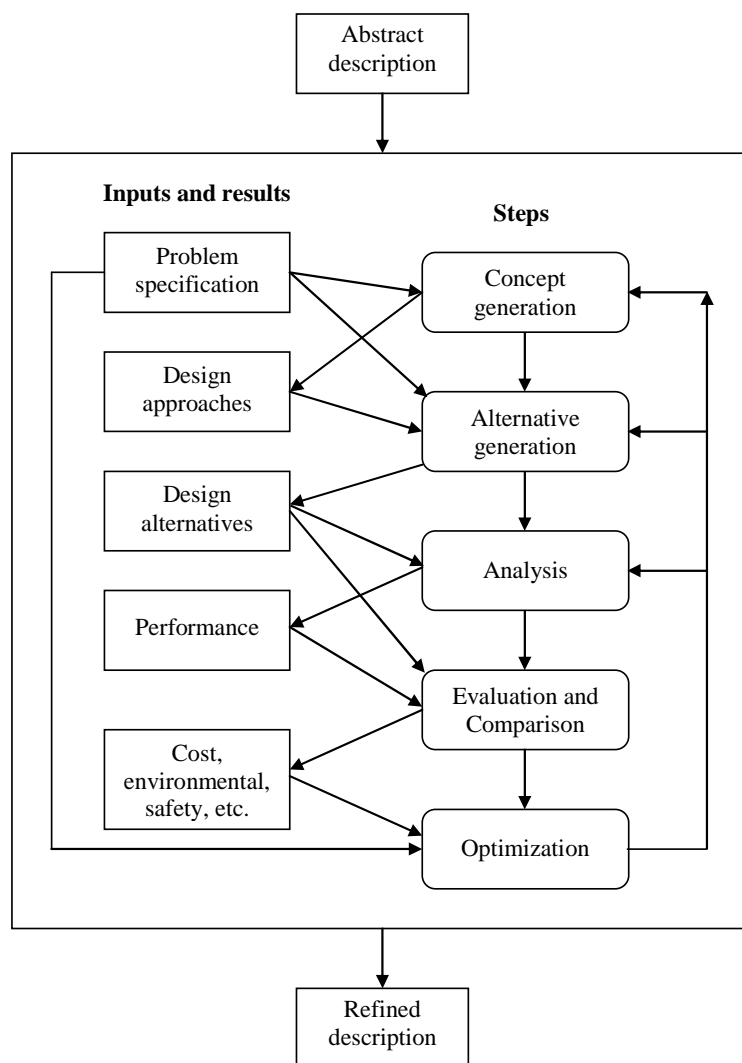 Abstract
description
Inputs and results
Steps
Problem
specification
Concept
generation
Design
approaches
Alternative
generation
Design
alternatives
Analysis
Performance
Evaluation and
Comparison
Cost,
environmental,
safety, etc.
Optimization
Refined
description